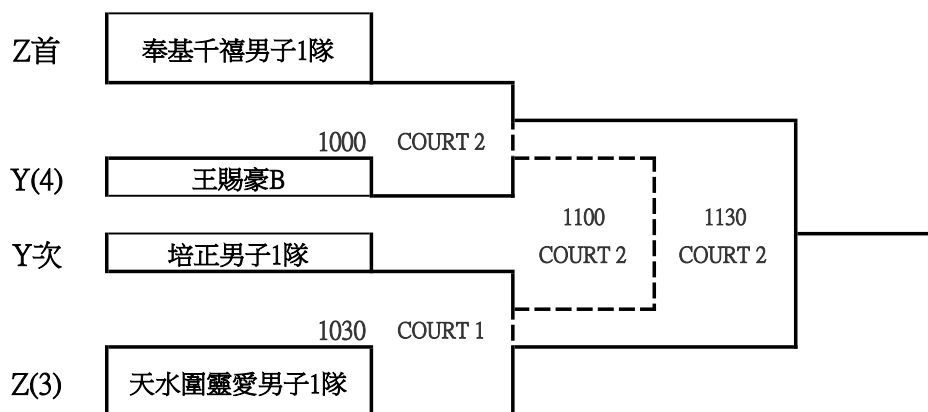 Z首
奉基千禧男子1隊
1000
COURT 2
Y(4)
王賜豪B
1100
COURT 2
1130
COURT 2
Y次
培正男子1隊
1030
COURT 1
Z(3)
天水圍靈愛男子1隊